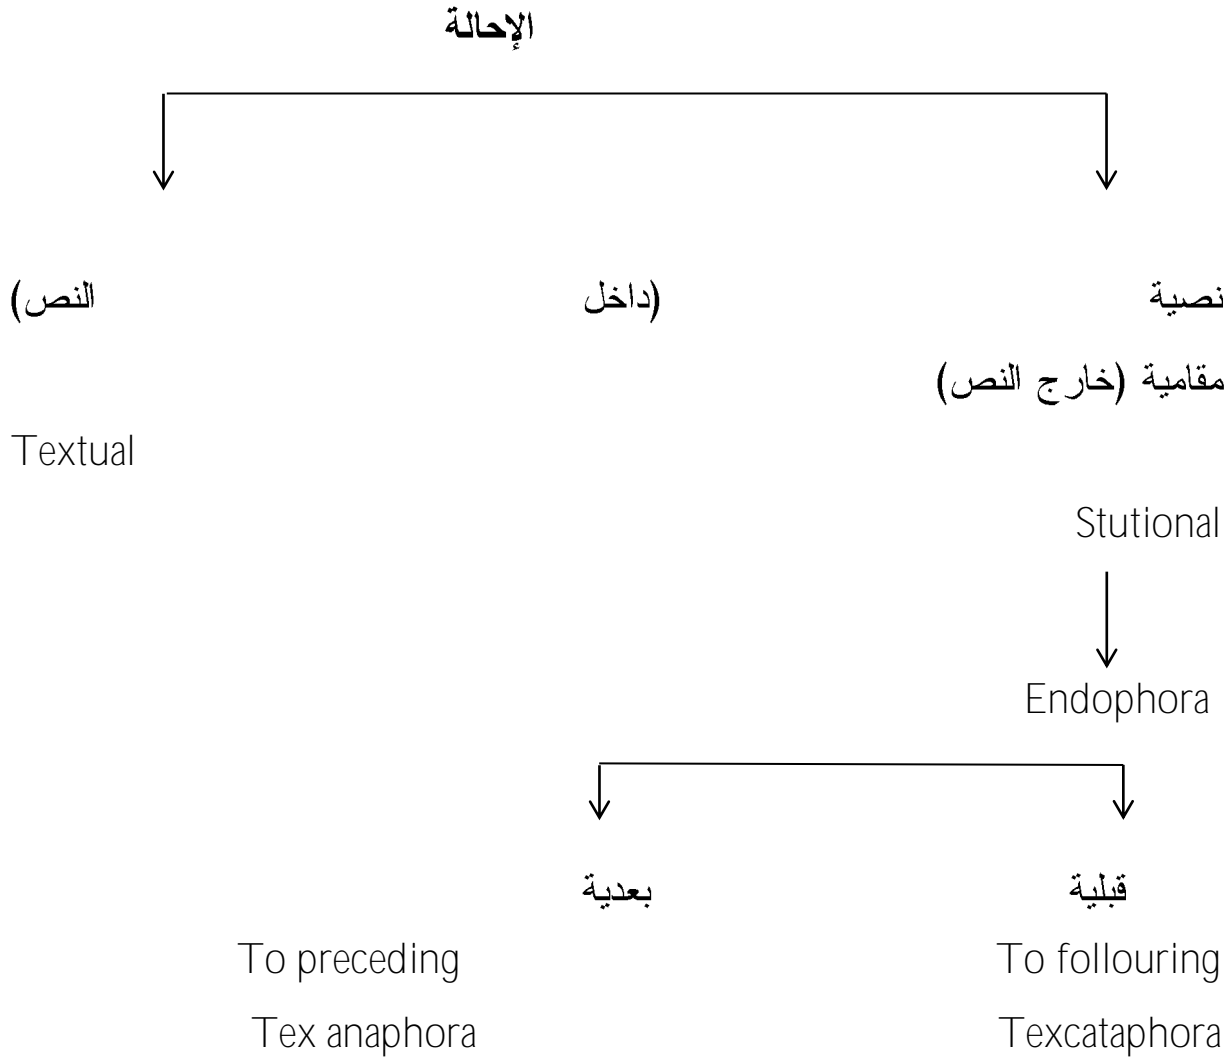 الإحالة
نصية (داخل النص)
مقامية (خارج النص)
Textual
Stutional
Endophora
قبلية بعدية
To preceding To follouring
Tex anaphora Texcataphora